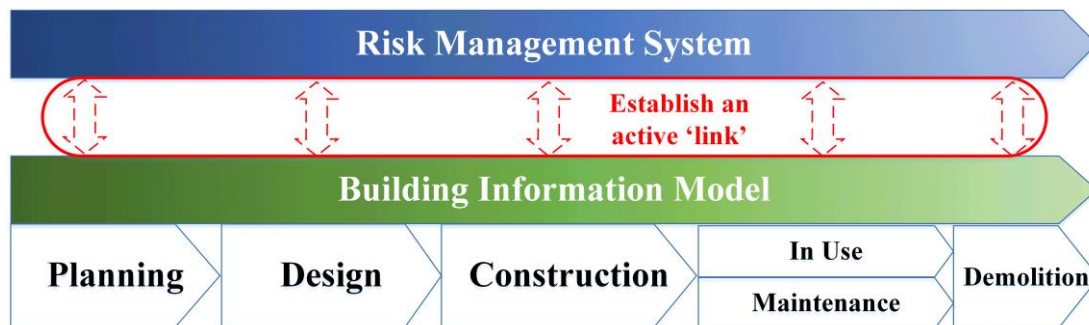 Risk Management System
Establish an
active ‘link’
Building Information Model
Planning
Design
Construction
In Use
Maintenance
Demolition